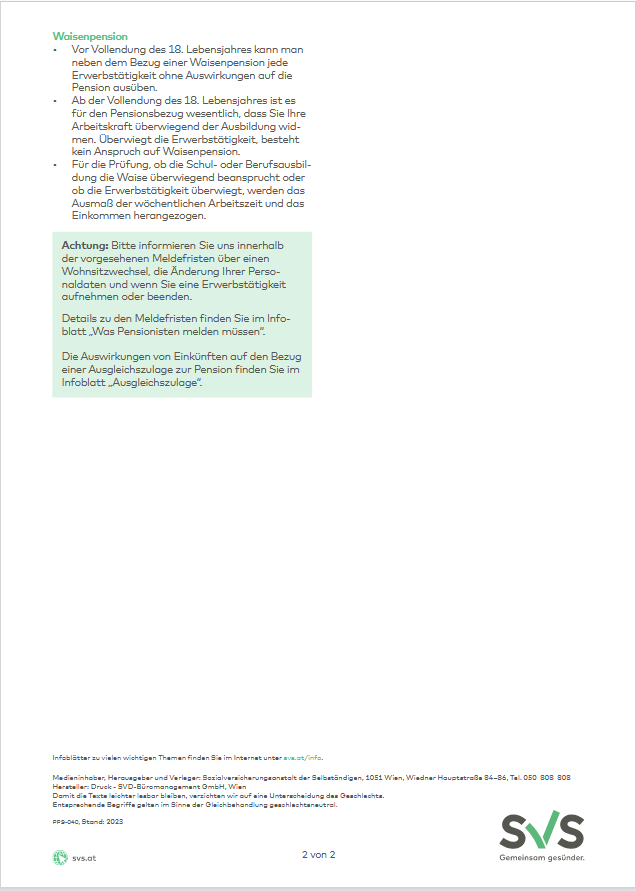 Waisenpension
• Vor Vollendung des 18. Lebensjahres kann man
neben dem Bezug einer Waisenpension jede
Erwerbstätigkeit ohne Auswirkungen auf die
Pension ausüben.
• Ab der Vollendung des 18. Lebensjahres ist es
für den Pensionsbezug wesentlich, dass Sie Ihre
Arbeitskraft überwiegend der Ausbildung wid-
men. Überwiegt die Erwerbstätigkeit, besteht
kein Anspruch auf Waisenpension.
• Für die Prüfung, ob die Schul- oder Berufsausbil-
dung die Waise überwiegend beansprucht oder
ob die Erwerbstätigkeit überwiegt, werden das
Ausmaß der wöchentlichen Arbeitszeit und das
Einkommen herangezogen.
Achtung: Bitte informieren Sie uns innerhalb
der vorgesehenen Meldefristen über einen
Wohnsitzwechsel, die Änderung Ihrer Perso-
naldaten und wenn Sie eine Erwerbstätigkeit
aufnehmen oder beenden.
Details zu den Meldefristen finden Sie im Info-
blatt „Was Pensionisten melden müssen“.
Die Auswirkungen von Einkünften auf den Bezug
einer Ausgleichszulage zur Pension finden Sie im
Infoblatt „Ausgleichszulage“.
Infoblätter zu vielen wichtigen Themen finden Sie im Internet unter svs.at/info.
Medieninhaber, Herausgeber und Verleger: Sozialversicherungsanstalt der Selbständigen, 1051 Wien, Wiedner Hauptstraße 84–86, Tel. 050 808 808
Hersteller: Druck - SVD-Büromanagement GmbH, Wien
Damit die Texte leichter lesbar bleiben, verzichten wir auf eine Unterscheidung des Geschlechts.
Entsprechende Begriffe gelten im Sinne der Gleichbehandlung geschlechtsneutral.
PPS-040, Stand: 2023
svs.at
2 von 2
SVS
Gemeinsam gesünder.